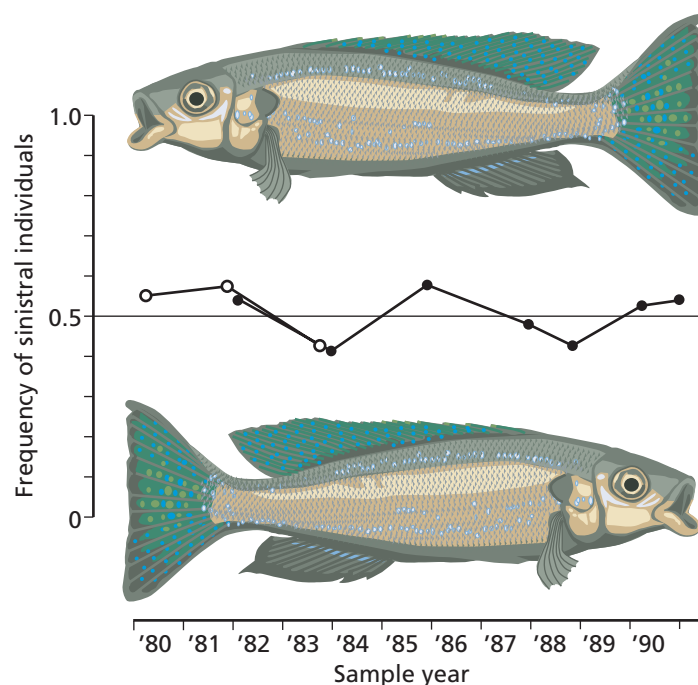 Frequency of sinistral individuals
1.0
0.5
0
’80 ’81 ’82 ’83 ’84 ’85 ’86 ’87 ’88 ’89 ’90
Sample year